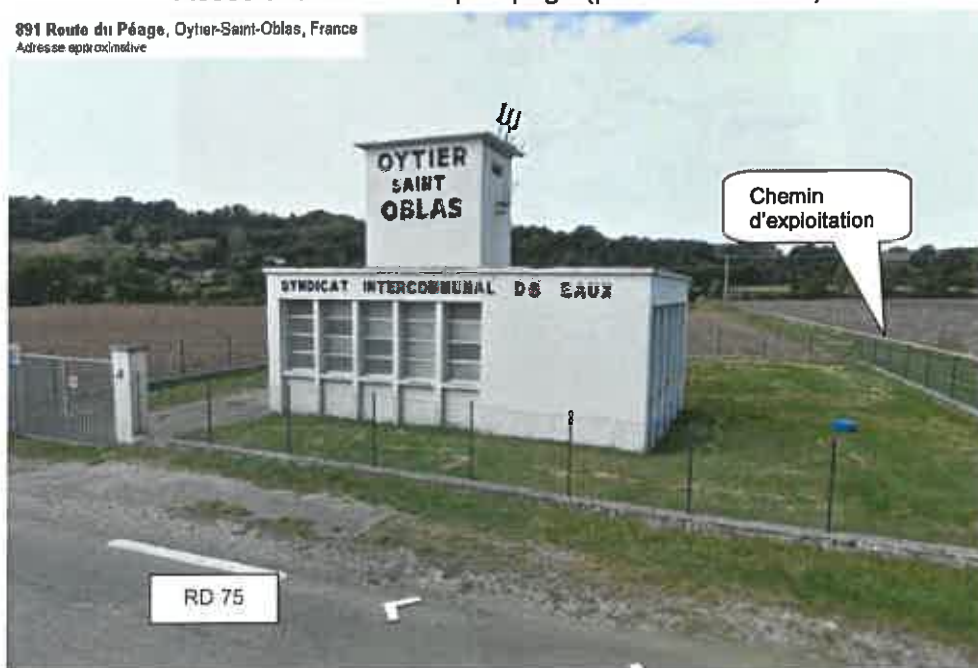 891 Route du Péage, Oytier-Saint-Oblas, France
Adresse approximative
OYTIER
SAINT
OBLAS
Chemin
d'exploitation
SYNDICAT INTERCOMMUNAL DES EAUX
RD 75